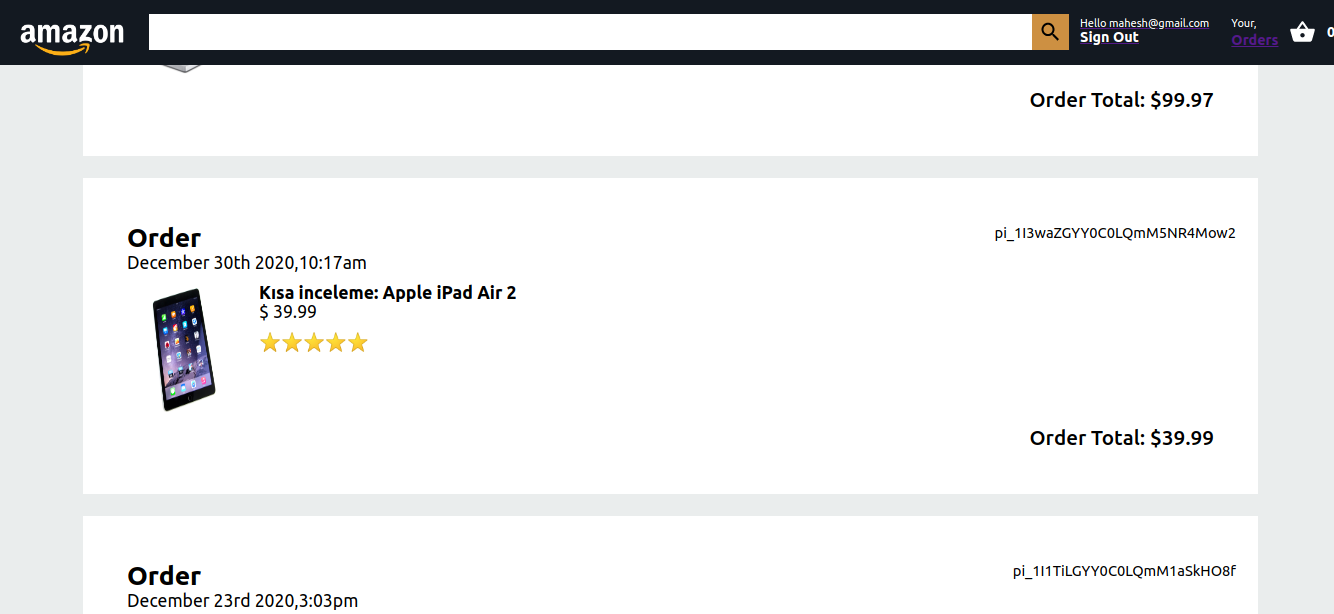 amazon
Hello mahesh@gmail.com
Sign Out
Your,
Orders
0
Order Total: $99.97
Order
pi_1I3waZGYY0C0LQmM5NR4Mow2
December 30th 2020,10:17am
Kısa inceleme: Apple iPad Air 2
$ 39.99
Order Total: $39.99
Order
pi_1I1TiLGYY0C0LQmM1aSkHO8f
December 23rd 2020,3:03pm